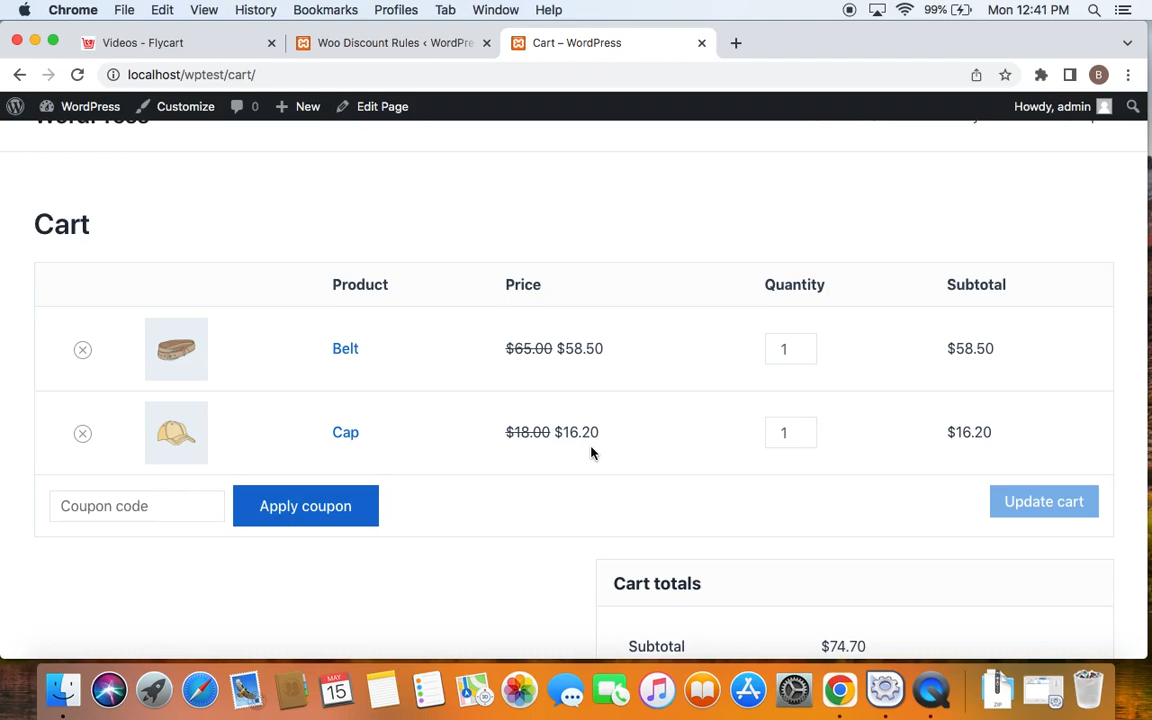 Chrome File Edit View History Bookmarks Profiles Tab Window Help 99% Mon 12:41 PM
Videos - Flycart Woo Discount Rules ‹ WordPre Cart – WordPress
localhost/wptest/cart/ B
WordPress Customize 0 New Edit Page Howdy, admin
WordPress
Cart
Product Price Quantity Subtotal
Belt $65.00 $58.50 1 $58.50
Cap $18.00 $16.20 1 $16.20
Coupon code Apply coupon Update cart
Cart totals
Subtotal $74.70
MAY
15
ZIP